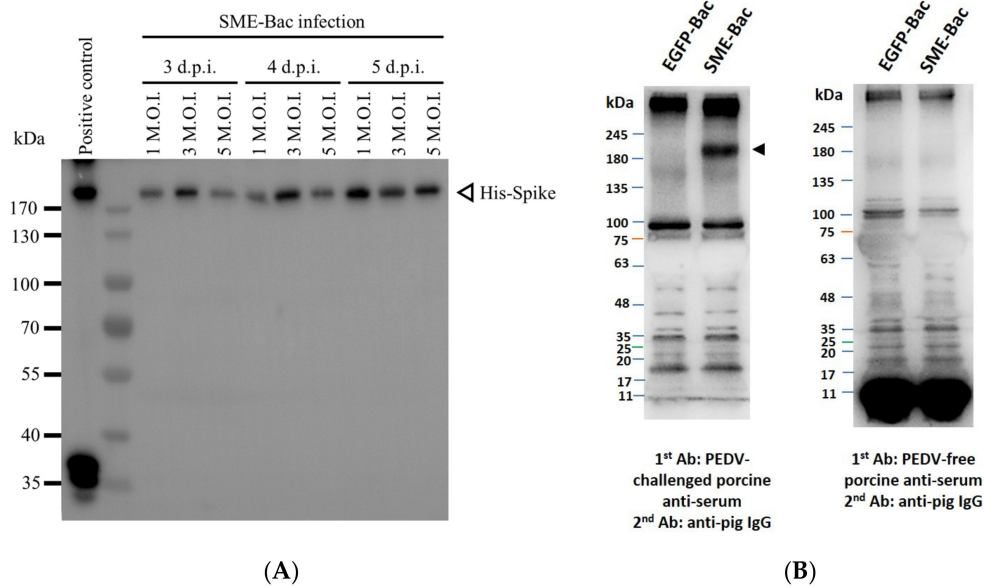 SME-Bac infection
3 d.p.i. 4 d.p.i. 5 d.p.i.
Positive control
1 M.O.I.
3 M.O.I.
5 M.O.I.
1 M.O.I.
3 M.O.I.
5 M.O.I.
1 M.O.I.
3 M.O.I.
5 M.O.I.
kDa
170
130
100
70
55
40
35
His-Spike
(A)
EGFP-Bac
SME-Bac
kDa
245
180
135
100
75
63
48
35
25
20
17
11
1st Ab: PEDV-
challenged porcine
anti-serum
2nd Ab: anti-pig IgG
EGFP-Bac
SME-Bac
kDa
245
180
135
100
75
63
48
35
25
20
17
11
1st Ab: PEDV-free
porcine anti-serum
2nd Ab: anti-pig IgG
(B)